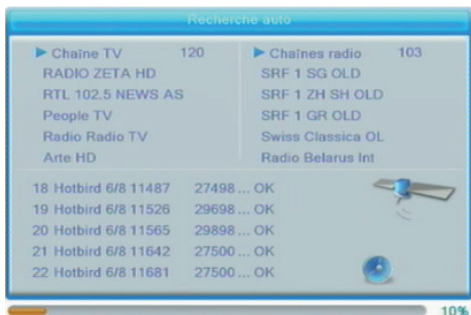 Recherche auto
Chaîne TV 120
Chaînes radio 103
RADIO ZETA HD
SRF 1 SG OLD
RTL 102.5 NEWS AS
SRF 1 ZH SH OLD
People TV
SRF 1 GR OLD
Radio Radio TV
Swiss Classica OL
Arte HD
Radio Belarus Int
18 Hotbird 6/8 11487 27498 ... OK
19 Hotbird 6/8 11526 29698 ... OK
20 Hotbird 6/8 11565 29898 ... OK
21 Hotbird 6/8 11642 27500 ... OK
22 Hotbird 6/8 11681 27500 ... OK
10%